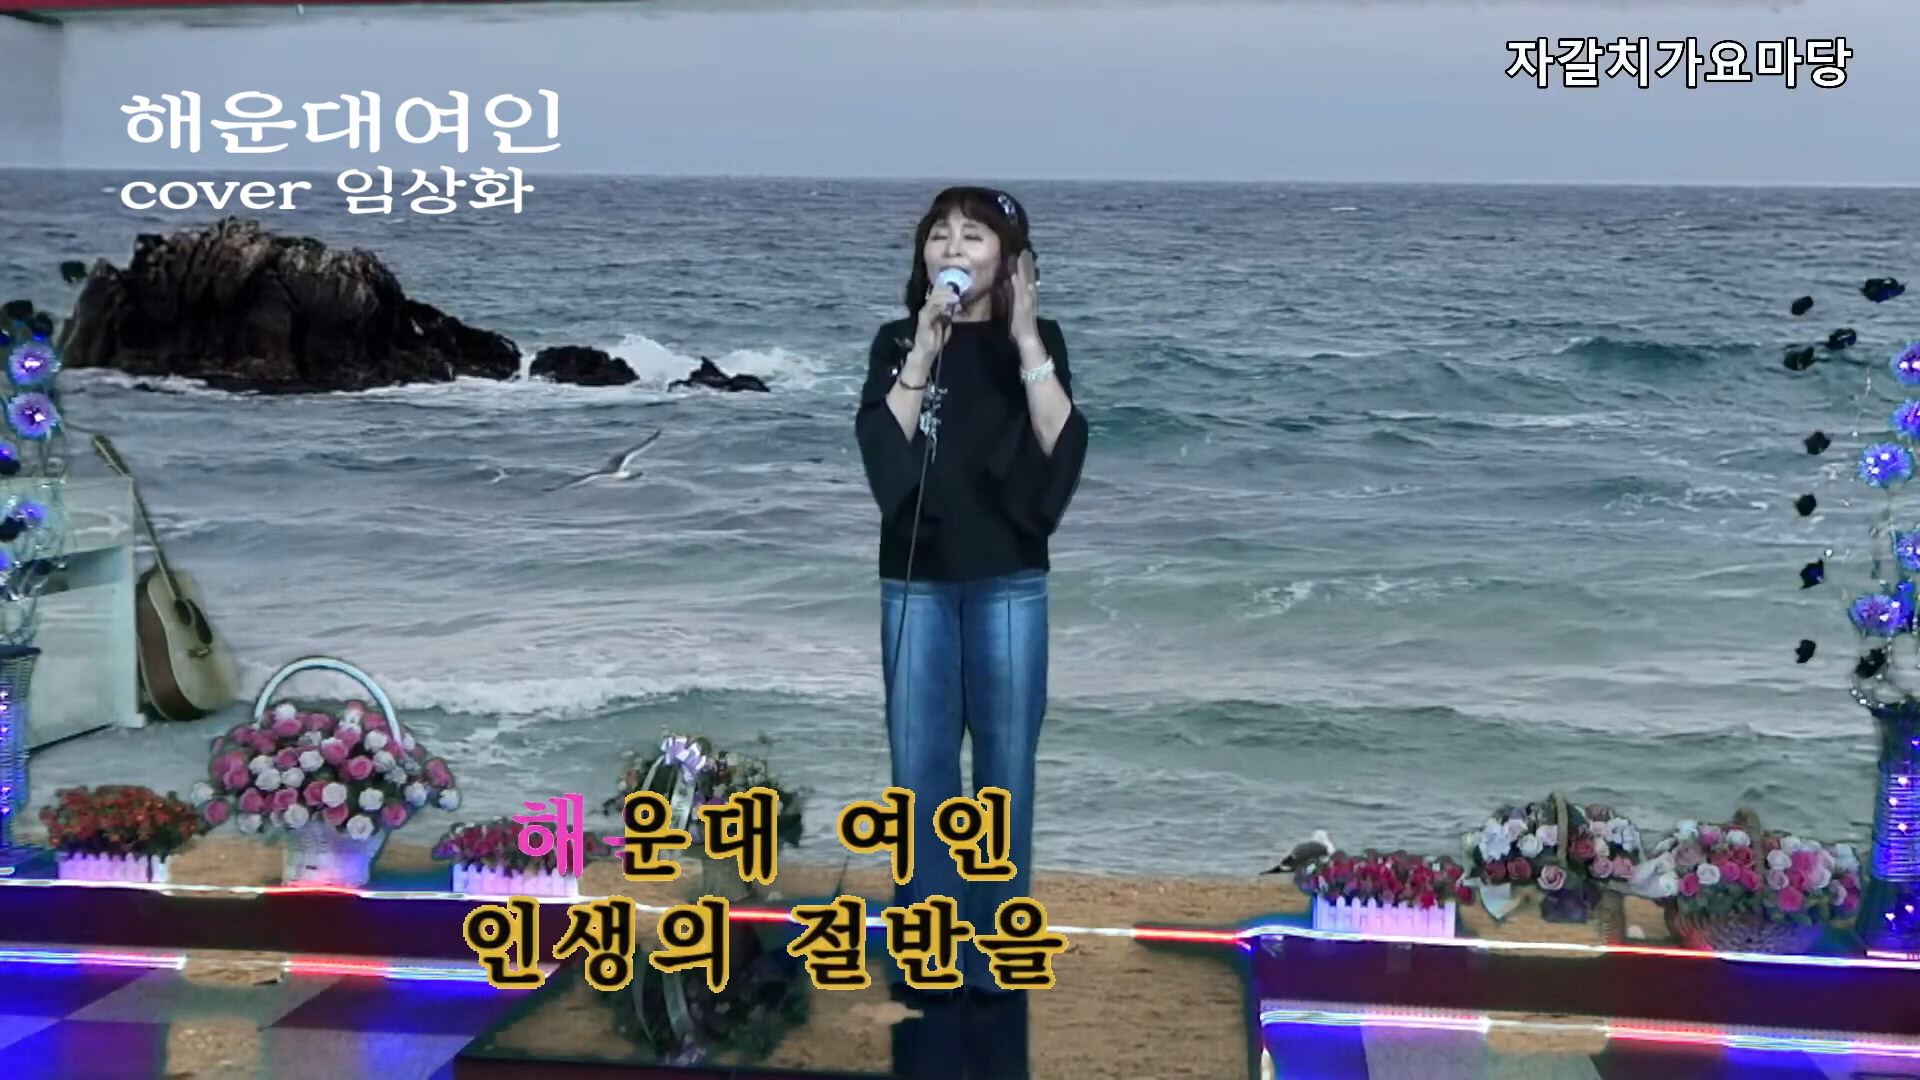 자갈치가요마당
해운대여인
cover 임상화
해운대 여인
인생의 절반을